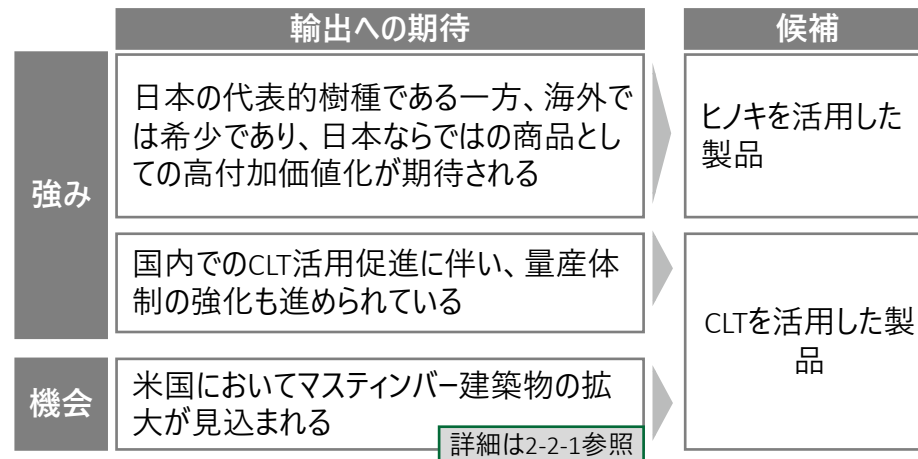 輸出への期待
候補
強み
日本の代表的樹種である一方、海外で
は希少であり、日本ならではの商品とし
ての高付加価値化が期待される
ヒノキを活用した
製品
国内でのCLT活用促進に伴い、量産体
制の強化も進められている
CLTを活用した製
品
機会
米国においてマスティンバー建築物の拡
大が見込まれる
詳細は2-2-1参照